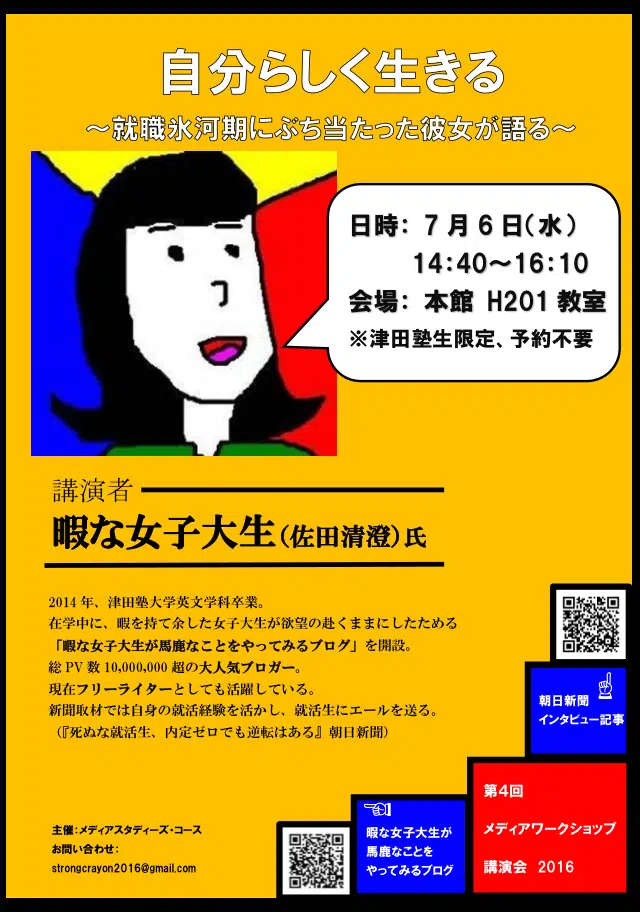 自分らしく生きる
～就職氷河期にぶち当たった彼女が語る～
日時： 7月6日（水）
14：40～16：10
会場： 本館 H201教室
※津田塾生限定、予約不要
講演者
暇な女子大生（佐田清澄）氏
2014年、津田塾大学英文学科卒業。
在学中に、暇を持て余した女子大生が欲望の赴くままにしたためる
「暇な女子大生が馬鹿なことをやってみるブログ」を開設。
総PV数10,000,000超の大人気ブロガー。
現在フリーライターとしても活躍している。
新聞取材では自身の就活経験を活かし、就活生にエールを送る。
（『死ぬな就活生、内定ゼロでも逆転はある』朝日新聞）
朝日新聞
インタビュー記事
第4回
メディアワークショップ
講演会 2016
暇な女子大生が
馬鹿なことを
やってみるブログ
主催：メディアスタディーズ・コース
お問い合わせ：
strongcrayon2016@gmail.com